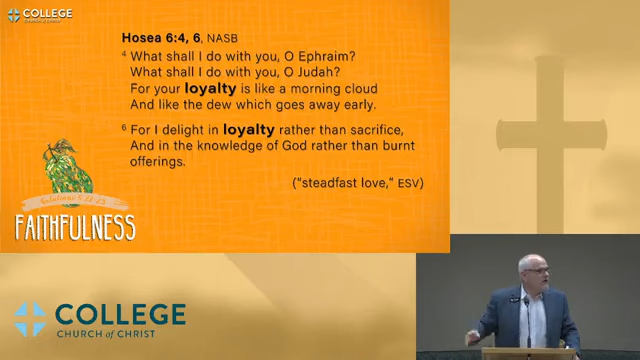 COLLEGE
CHURCH of CHRIST
Hosea 6:4, 6, NASB
4 What shall I do with you, O Ephraim?
What shall I do with you, O Judah?
For your loyalty is like a morning cloud
And like the dew which goes away early.
6 For I delight in loyalty rather than sacrifice,
And in the knowledge of God rather than burnt
offerings.
("steadfast love," ESV)
Galatians 5:22-23
FAITHFULNESS
COLLEGE
CHURCH of CHRIST